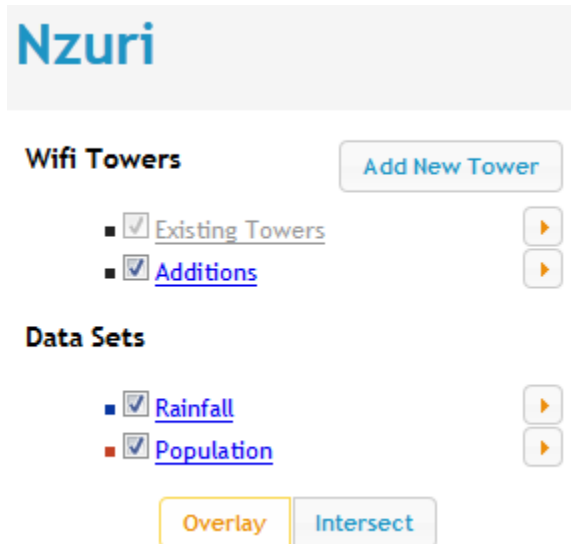 Nzuri
Wifi Towers
Add New Tower
Existing Towers
Additions
Data Sets
Rainfall
Population
Overlay Intersect